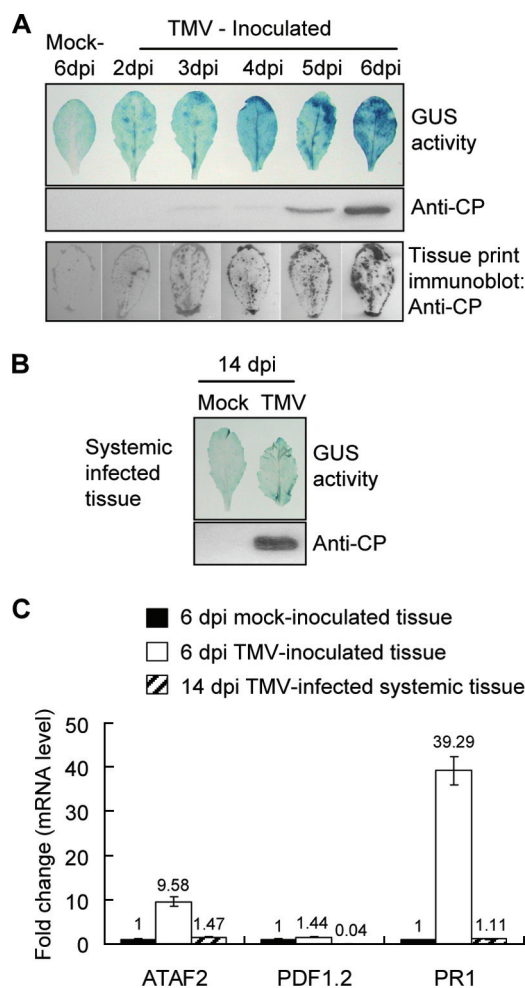 A
TMV - Inoculated
Mock-
6dpi 2dpi 3dpi 4dpi 5dpi 6dpi
GUS
activity
Anti-CP
Tissue print
immunoblot:
Anti-CP
B
14 dpi
Mock TMV
Systemic
infected
tissue
GUS
activity
Anti-CP
C
6 dpi mock-inoculated tissue
6 dpi TMV-inoculated tissue
14 dpi TMV-infected systemic tissue
Fold change (mRNA level)
50
40
30
20
10
0
1 9.58 1.47
1 1.44 0.04
1 39.29 1.11
ATAF2 PDF1.2 PR1